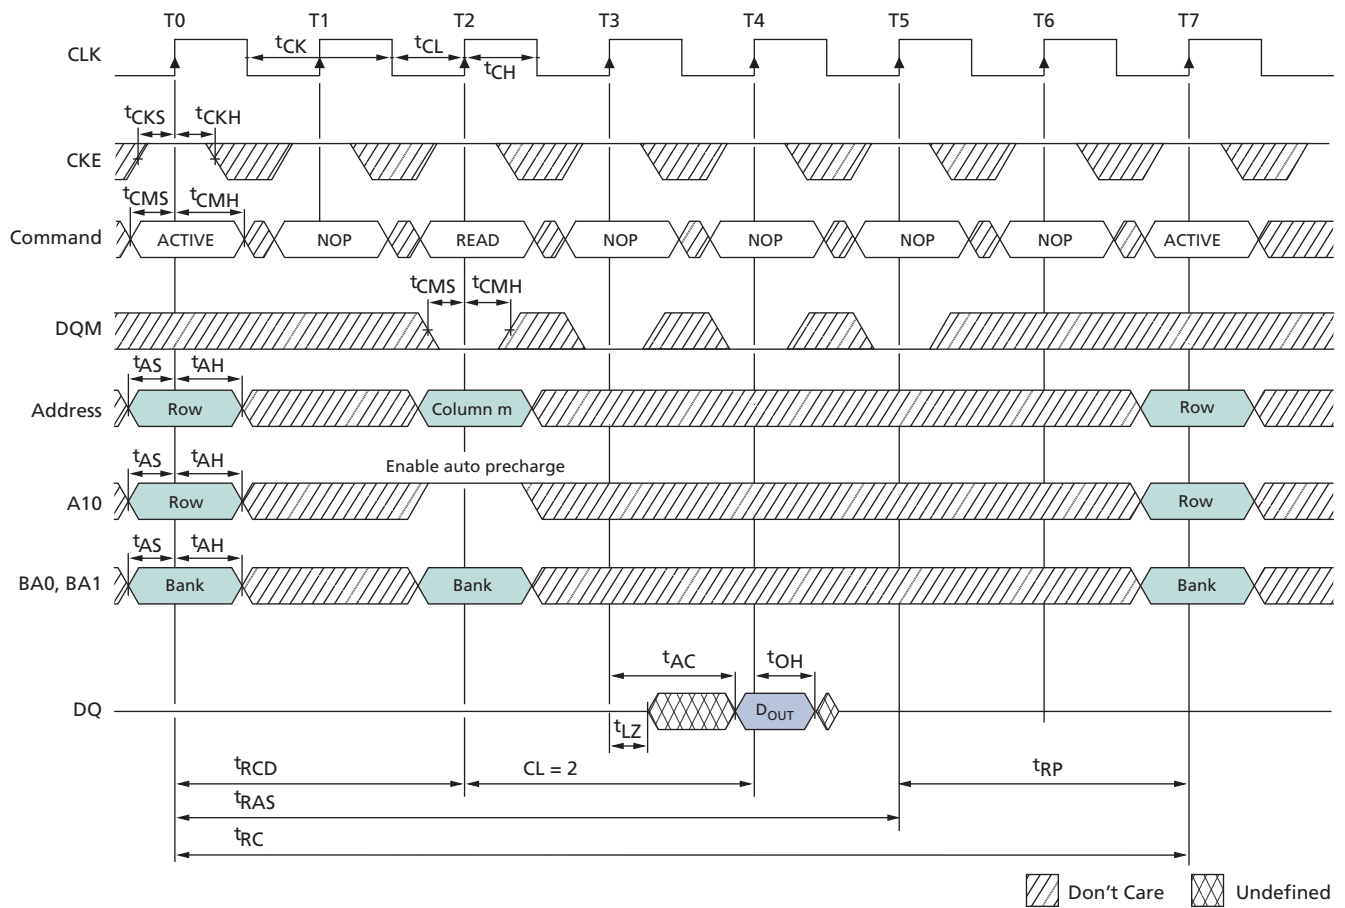 T0 T1 T2 T3 T4 T5 T6 T7
CLK
tCK tCL
tCH
tCKS tCKH
CKE
tCMS tCMH
Command ACTIVE NOP READ NOP NOP NOP NOP ACTIVE
tCMS tCMH
DQM
tAS tAH
Address Row Column m Row
tAS tAH
Enable auto precharge
A10 Row Row
tAS tAH
BA0, BA1 Bank Bank Bank
tAC tOH
DQ DOUT
tLZ
tRCD CL = 2 tRP
tRAS
tRC
Don't Care Undefined